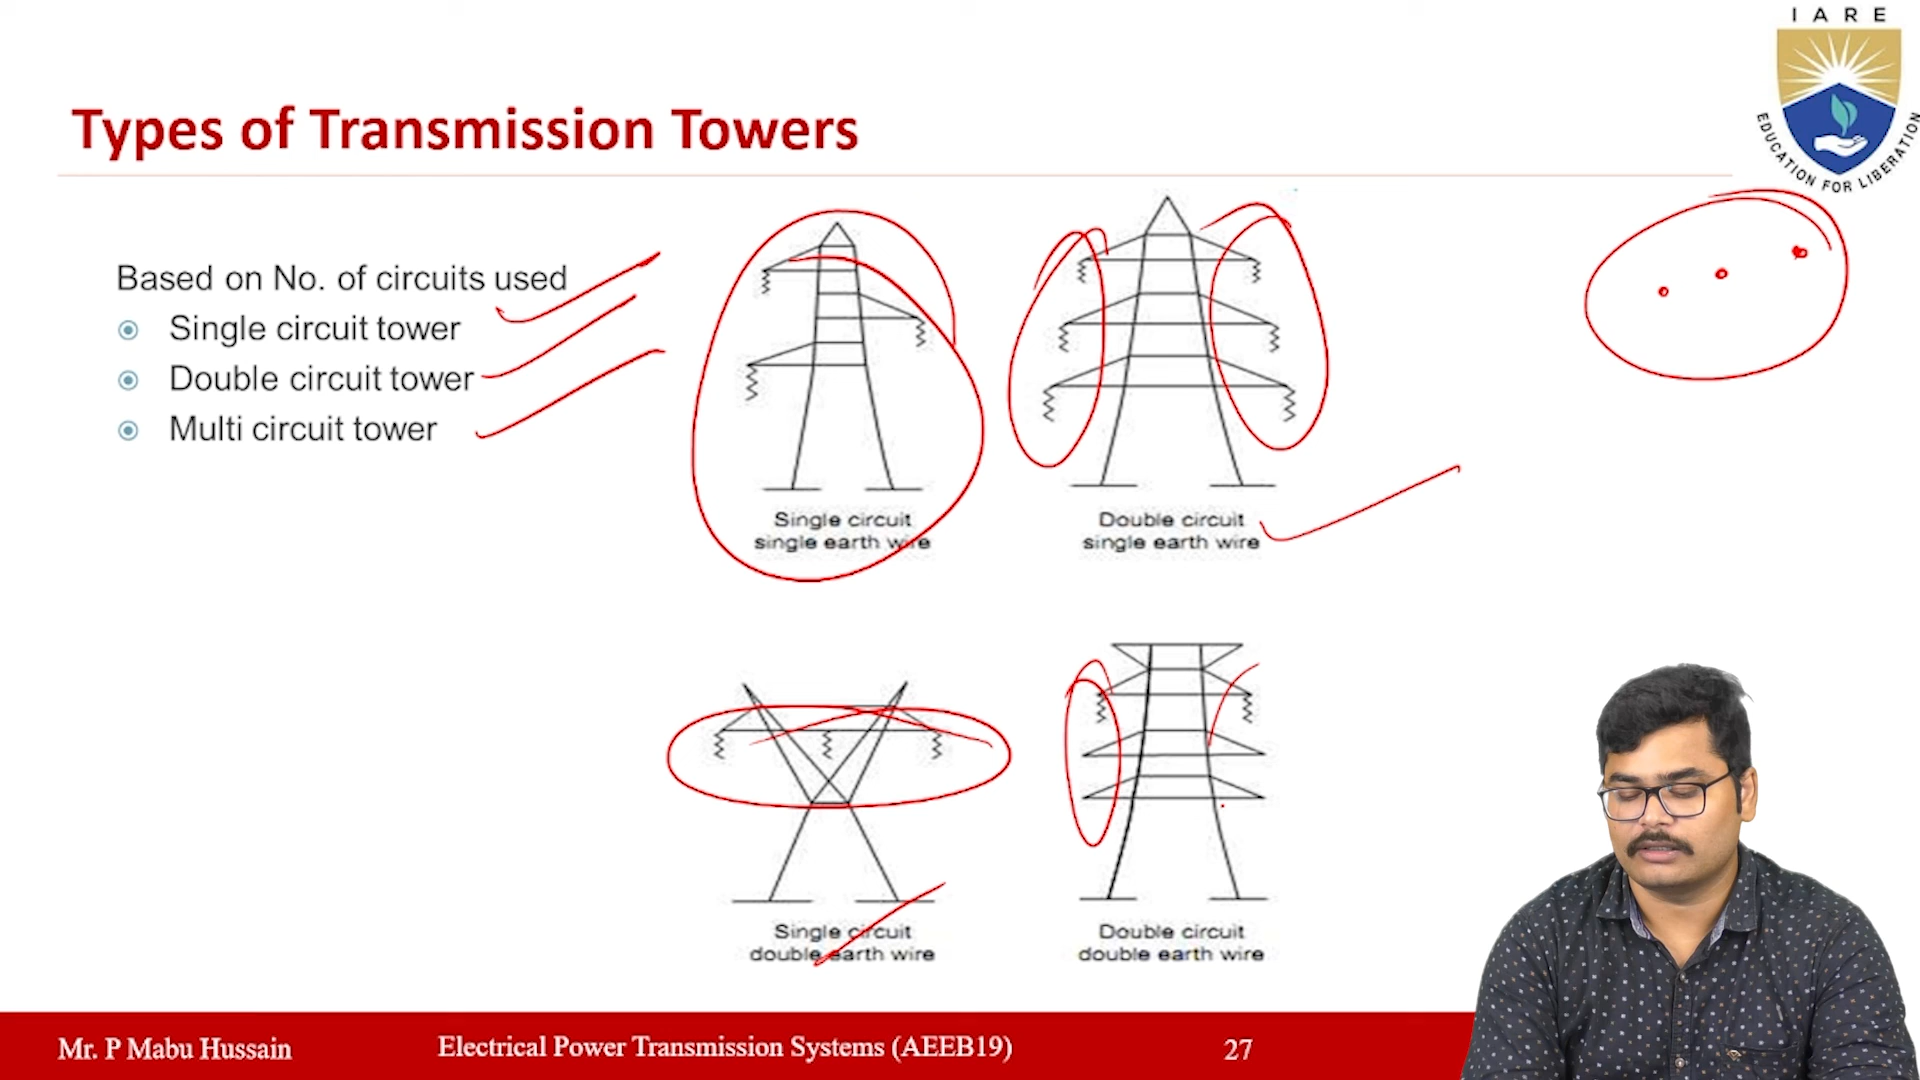 I A R E
EDUCATION FOR LIBERATION
Types of Transmission Towers
Based on No. of circuits used
Single circuit tower
Double circuit tower
Multi circuit tower
Single circuit
single earth wire
Double circuit
single earth wire
Single circuit
double earth wire
Double circuit
double earth wire
Mr. P Mabu Hussain
Electrical Power Transmission Systems (AEEB19)
27